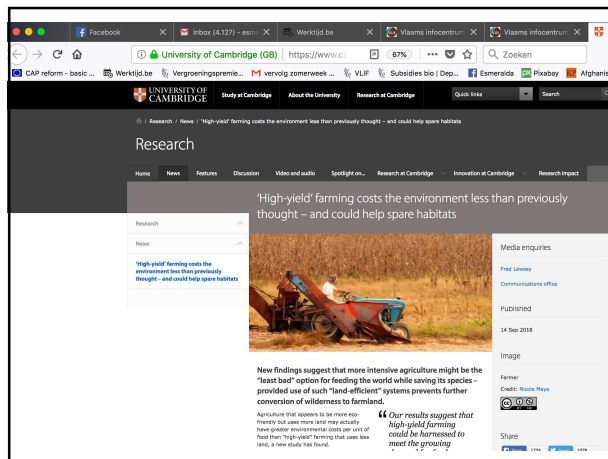 Facebook
Inbox (4.127) - esme
Werktijd.be
Vlaams infocentrum
Vlaams infocentrum
University of Cambridge (GB) https://www.ca
67%
Zoeken
CAP reform - basic ... Werktijd.be Vergroeningspremie... vervolg zomerweek ... VLIF Subsidies bio | Dep... Esmeralda Pixabay Afghanis
UNIVERSITY OF
CAMBRIDGE
Study at Cambridge About the University Research at Cambridge Quick links Search
/ Research / News / 'High-yield' farming costs the environment less than previously thought – and could help spare habitats
Research
Home News Features Discussion Video and audio Spotlight on... Research at Cambridge Innovation at Cambridge Research Impact
'High-yield' farming costs the environment less than previously
thought – and could help spare habitats
Research
News
'High-yield' farming costs the
environment less than previously
thought – and could help spare habitats
Media enquiries
Fred Lewsey
Communications office
Published
14 Sep 2018
Image
Farmer
Credit: Nicola Mayo
Share
New findings suggest that more intensive agriculture might be the
"least bad" option for feeding the world while saving its species –
provided use of such "land-efficient" systems prevents further
conversion of wilderness to farmland.
Agriculture that appears to be more eco-
friendly but uses more land may actually
have greater environmental costs per unit of
food than "high-yield" farming that uses less
land, a new study has found.
Our results suggest that
high-yield farming
could be harnessed to
meet the growing